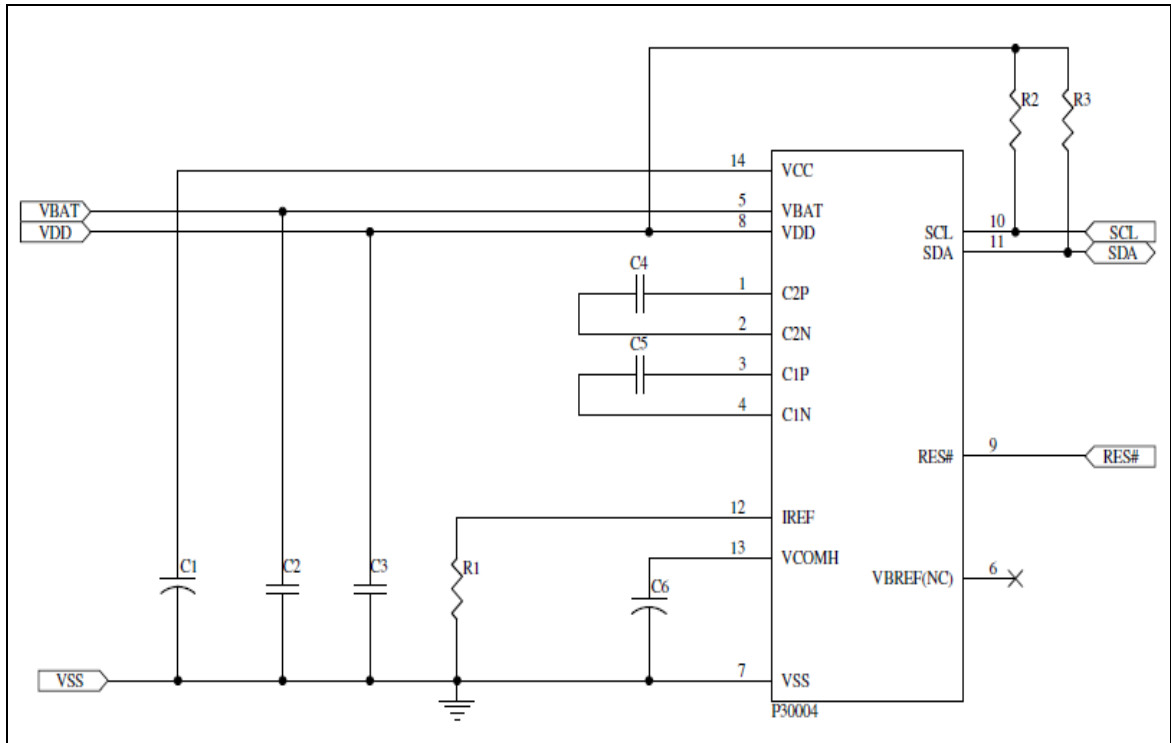 R2
R3
14
VCC
VBAT
5
VBAT
VDD
8
VDD
SCL
10
SCL
SDA
11
SDA
C4
1
C2P
2
C2N
C5
3
C1P
4
C1N
RES#
9
RES#
12
IREF
13
VCOMH
C1
C2
C3
R1
C6
VBREF(NC)
6
VSS
7
VSS
P30004